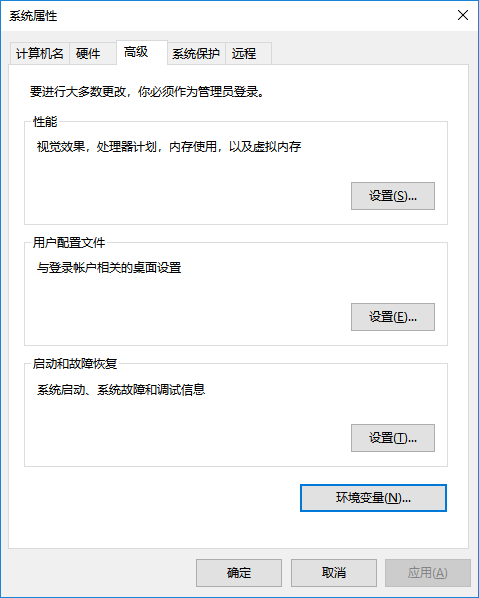 系统属性
计算机名 硬件 高级 系统保护 远程
要进行大多数更改，你必须作为管理员登录。
性能
视觉效果，处理器计划，内存使用，以及虚拟内存
设置(S)...
用户配置文件
与登录帐户相关的桌面设置
设置(E)...
启动和故障恢复
系统启动、系统故障和调试信息
设置(T)...
环境变量(N)...
确定 取消 应用(A)